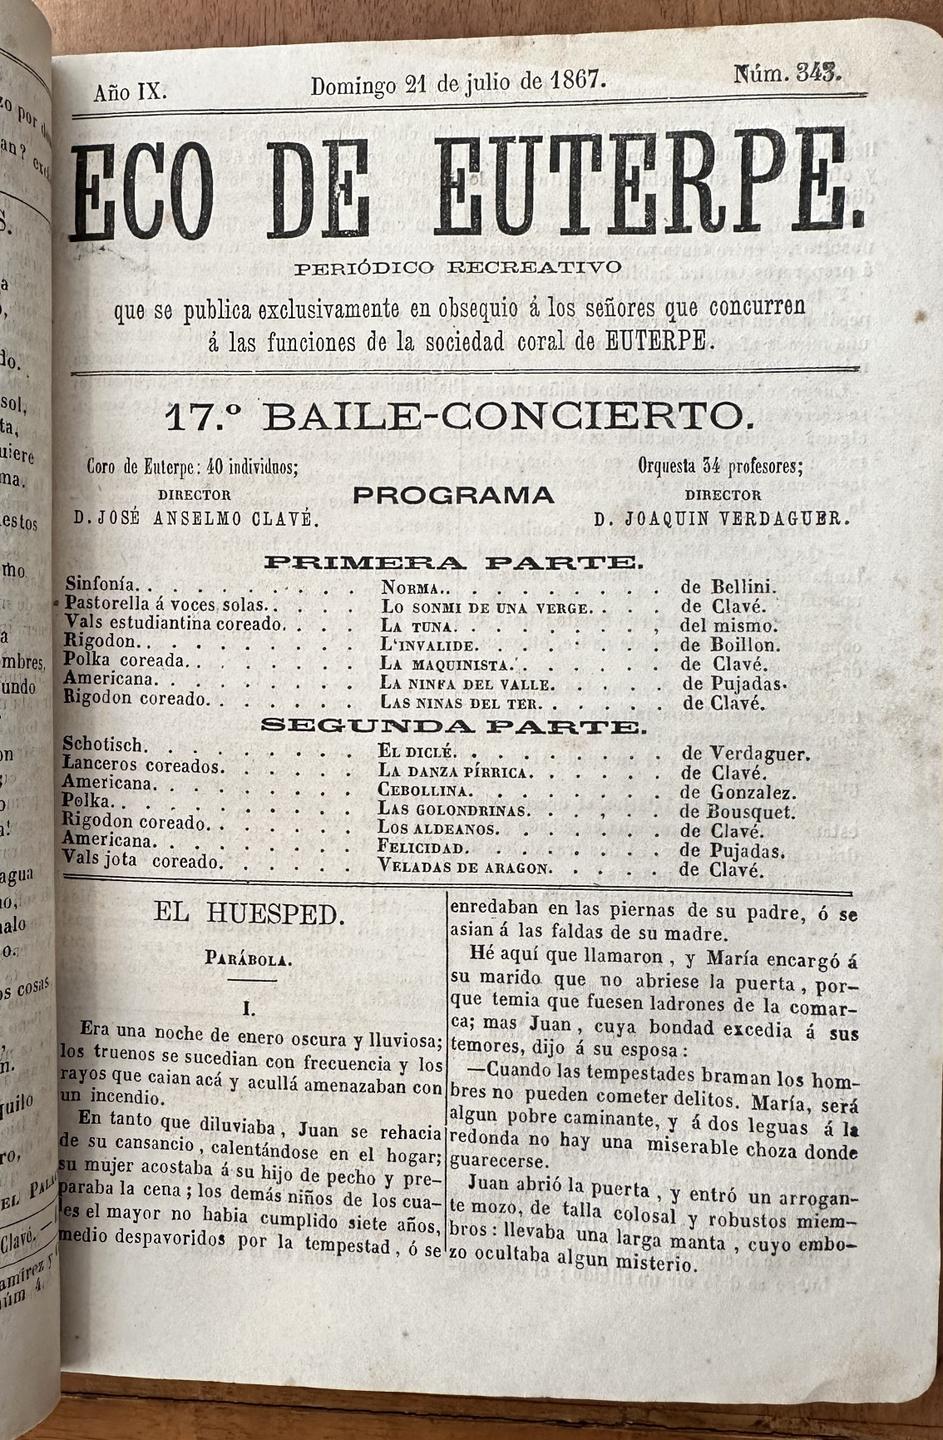 Año IX.
Domingo 21 de julio de 1867.
Núm. 343.
ECO DE EUTERPE.
PERIÓDICO RECREATIVO
que se publica exclusivamente en obsequio á los señores que concurren
á las funciones de la sociedad coral de EUTERPE.
17.º BAILE-CONCIERTO.
Coro de Euterpe: 40 individuos;
DIRECTOR
D. JOSÉ ANSELMO CLAVÉ.
PROGRAMA
Orquesta 34 profesores;
DIRECTOR
D. JOAQUIN VERDAGUER.
PRIMERA PARTE.
Sinfonía. . . . . . . . . . NORMA. . . . . . . . . . de Bellini.
Pastorella á voces solas. . . . . LO SONMI DE UNA VERGE. . . . de Clavé.
Vals estudiantina coreado. . . . LA TUNA. . . . . . . . . , del mismo.
Rigodon. . . . . . . . . . L'INVALIDE. . . . . . . . . de Boillon.
Polka coreada. . . . . . . . LA MAQUINISTA. . . . . . . . de Clavé.
Americana. . . . . . . . . LA NINFA DEL VALLE. . . . . . de Pujadas.
Rigodon coreado. . . . . . . LAS NINAS DEL TER. . . . . . de Clavé.
SEGUNDA PARTE.
Schotisch. . . . . . . . . EL DICLÉ. . . . . . . . . de Verdaguer.
Lanceros coreados. . . . . . LA DANZA PÍRRICA. . . . . . de Clavé.
Americana. . . . . . . . . CEBOLLINA. . . . . . . . de Gonzalez.
Polka. . . . . . . . . . LAS GOLONDRINAS. . . . , . . de Bousquet.
Rigodon coreado. . . . . . . LOS ALDEANOS. . . . . . . . de Clavé.
Americana. . . . . . . . . FELICIDAD. . . . . . . . . de Pujadas.
Vals jota coreado. . . . . . VELADAS DE ARAGON. . . . . de Clavé.
EL HUESPED.
PARÁBOLA.
I.
Era una noche de enero oscura y lluviosa;
los truenos se sucedian con frecuencia y los
rayos que caian acá y acullá amenazaban con
un incendio.
En tanto que diluviaba, Juan se rehacia
de su cansancio, calentándose en el hogar;
su mujer acostaba á su hijo de pecho y pre-
paraba la cena; los demás niños de los cua-
les el mayor no habia cumplido siete años,
medio despavoridos por la tempestad, ó se
enredaban en las piernas de su padre, ó se
asian á las faldas de su madre.
Hé aquí que llamaron, y María encargó á
su marido que no abriese la puerta, por-
que temia que fuesen ladrones de la comar-
ca; mas Juan, cuya bondad excedia á sus
temores, dijo á su esposa:
—Cuando las tempestades braman los hom-
bres no pueden cometer delitos. María, será
algun pobre caminante, y á dos leguas á la
redonda no hay una miserable choza donde
guarecerse.
Juan abrió la puerta, y entró un arrogan-
te mozo, de talla colosal y robustos miem-
bros: llevaba una larga manta, cuyo embo-
zo ocultaba algun misterio.